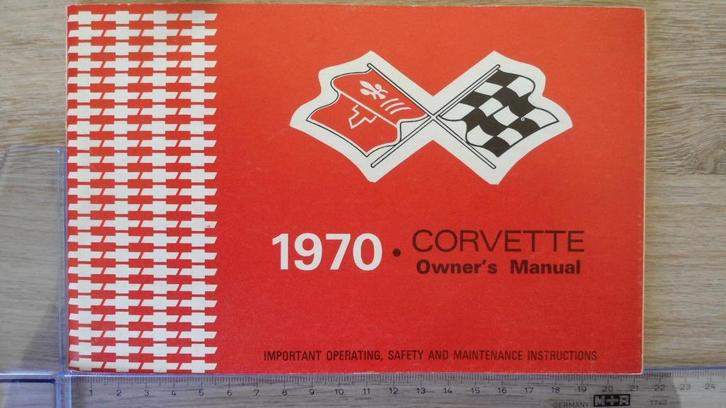 1970 • CORVETTE
Owner's Manual
IMPORTANT OPERATING, SAFETY AND MAINTENANCE INSTRUCTIONS
1 2 3 4 5 6 7 8 9 10 11 12 13 14 15 16 17 18 19 20 21 22 23 24
GERMANY M+R 1740